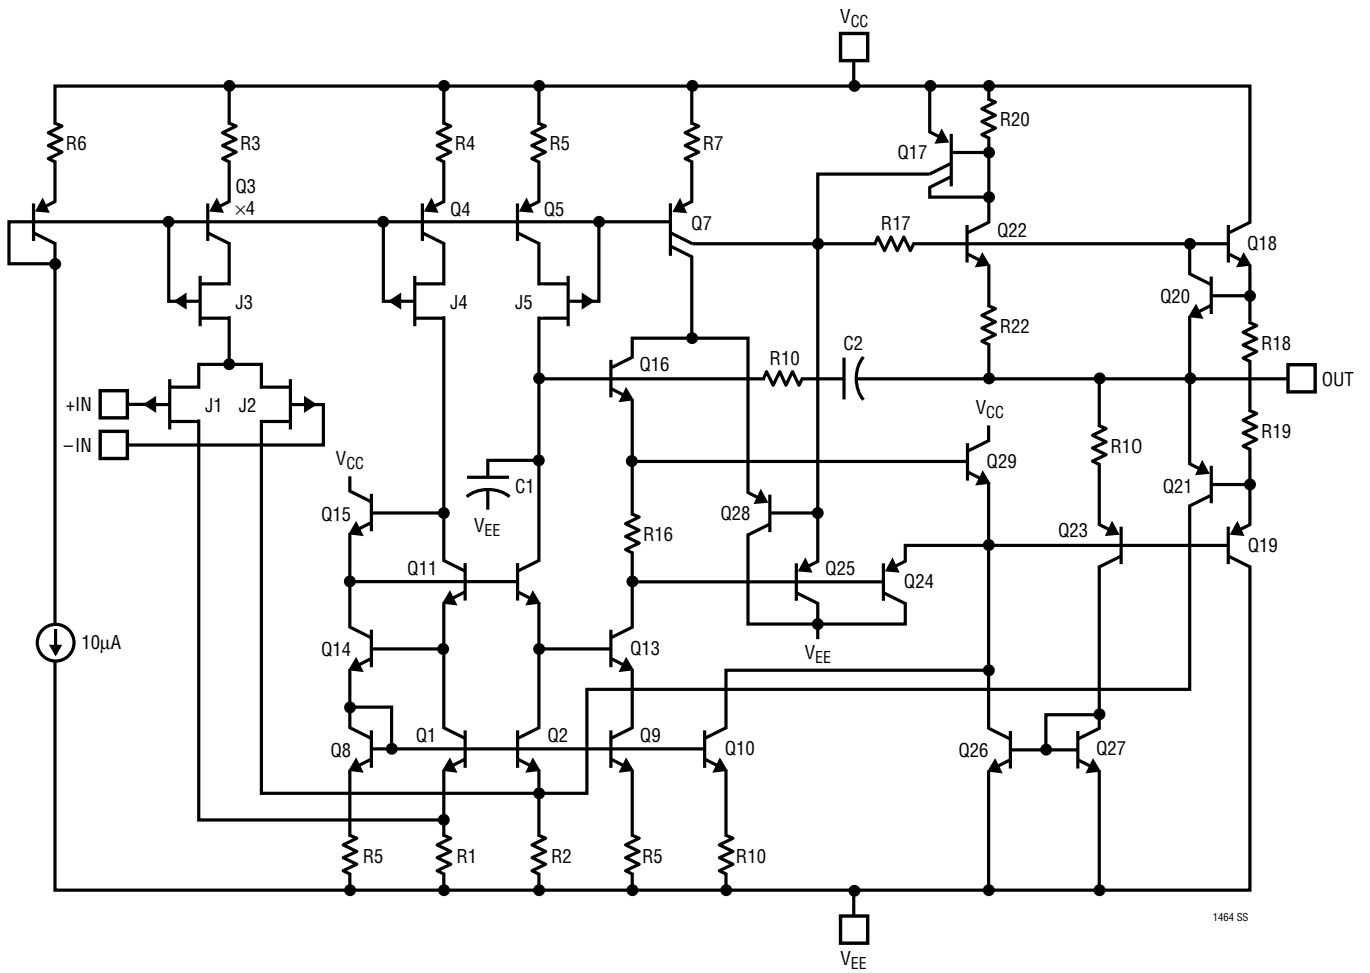 VCC
R6
R3
R4
R5
R7
R20
Q17
Q3
×4
Q4
Q5
Q7
R17
Q22
Q18
J3
J4
J5
Q20
R22
R18
C2
Q16
R10
OUT
+IN
J1
J2
–IN
VCC
R19
R10
VCC
Q29
C1
Q21
Q15
VEE
Q28
R16
Q23
Q19
Q11
Q25
Q24
10µA
Q14
Q13
VEE
Q8
Q1
Q2
Q9
Q10
Q26
Q27
R5
R1
R2
R5
R10
1464 SS
VEE